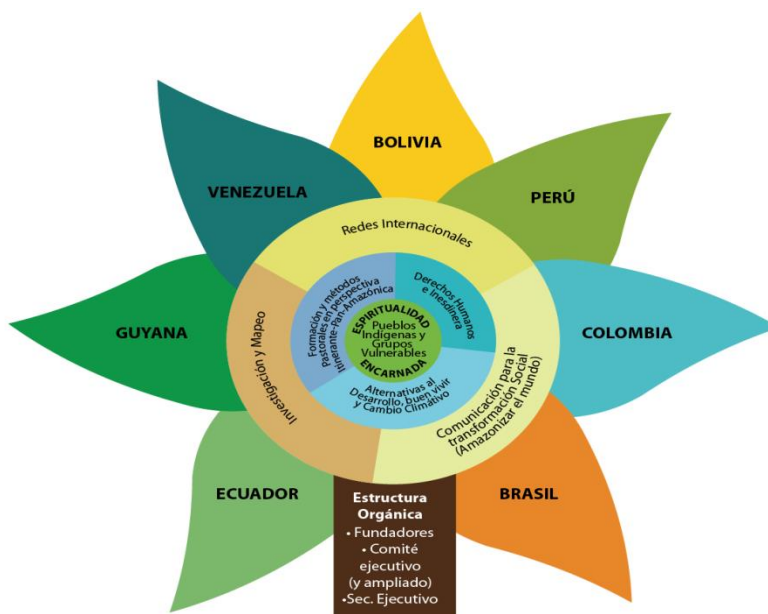 BOLIVIA
VENEZUELA
PERÚ
GUYANA
COLOMBIA
ECUADOR
BRASIL
Redes Internacionales
Investigación y Mapeo
Comunicación para la
transformación Social
(Amazonizar el mundo)
Formación y métodos
Pastorales en perspectiva
Itinerante-Pan-Amazónica
Derechos Humanos
e Inesdinera
Alternativas al
Desarrollo, buen vivir
y Cambio Climátivo
ESPIRITUALIDAD
Pueblos
Indígenas y
Grupos
Vulnerables
ENCARNADA
Estructura
Orgánica
• Fundadores
• Comité
ejecutivo
(y ampliado)
•Sec. Ejecutivo